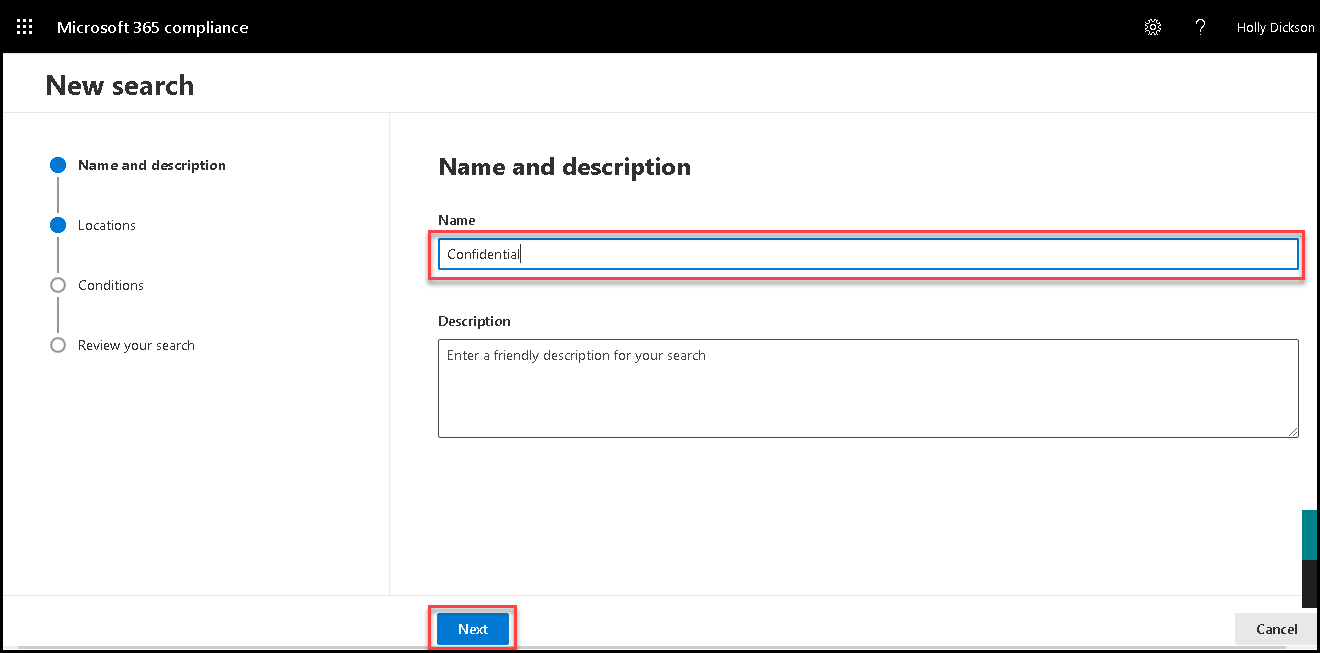 Microsoft 365 compliance
?
Holly Dickson
New search
Name and description
Locations
Conditions
Review your search
Name and description
Name
Confidential
Description
Enter a friendly description for your search
Next
Cancel